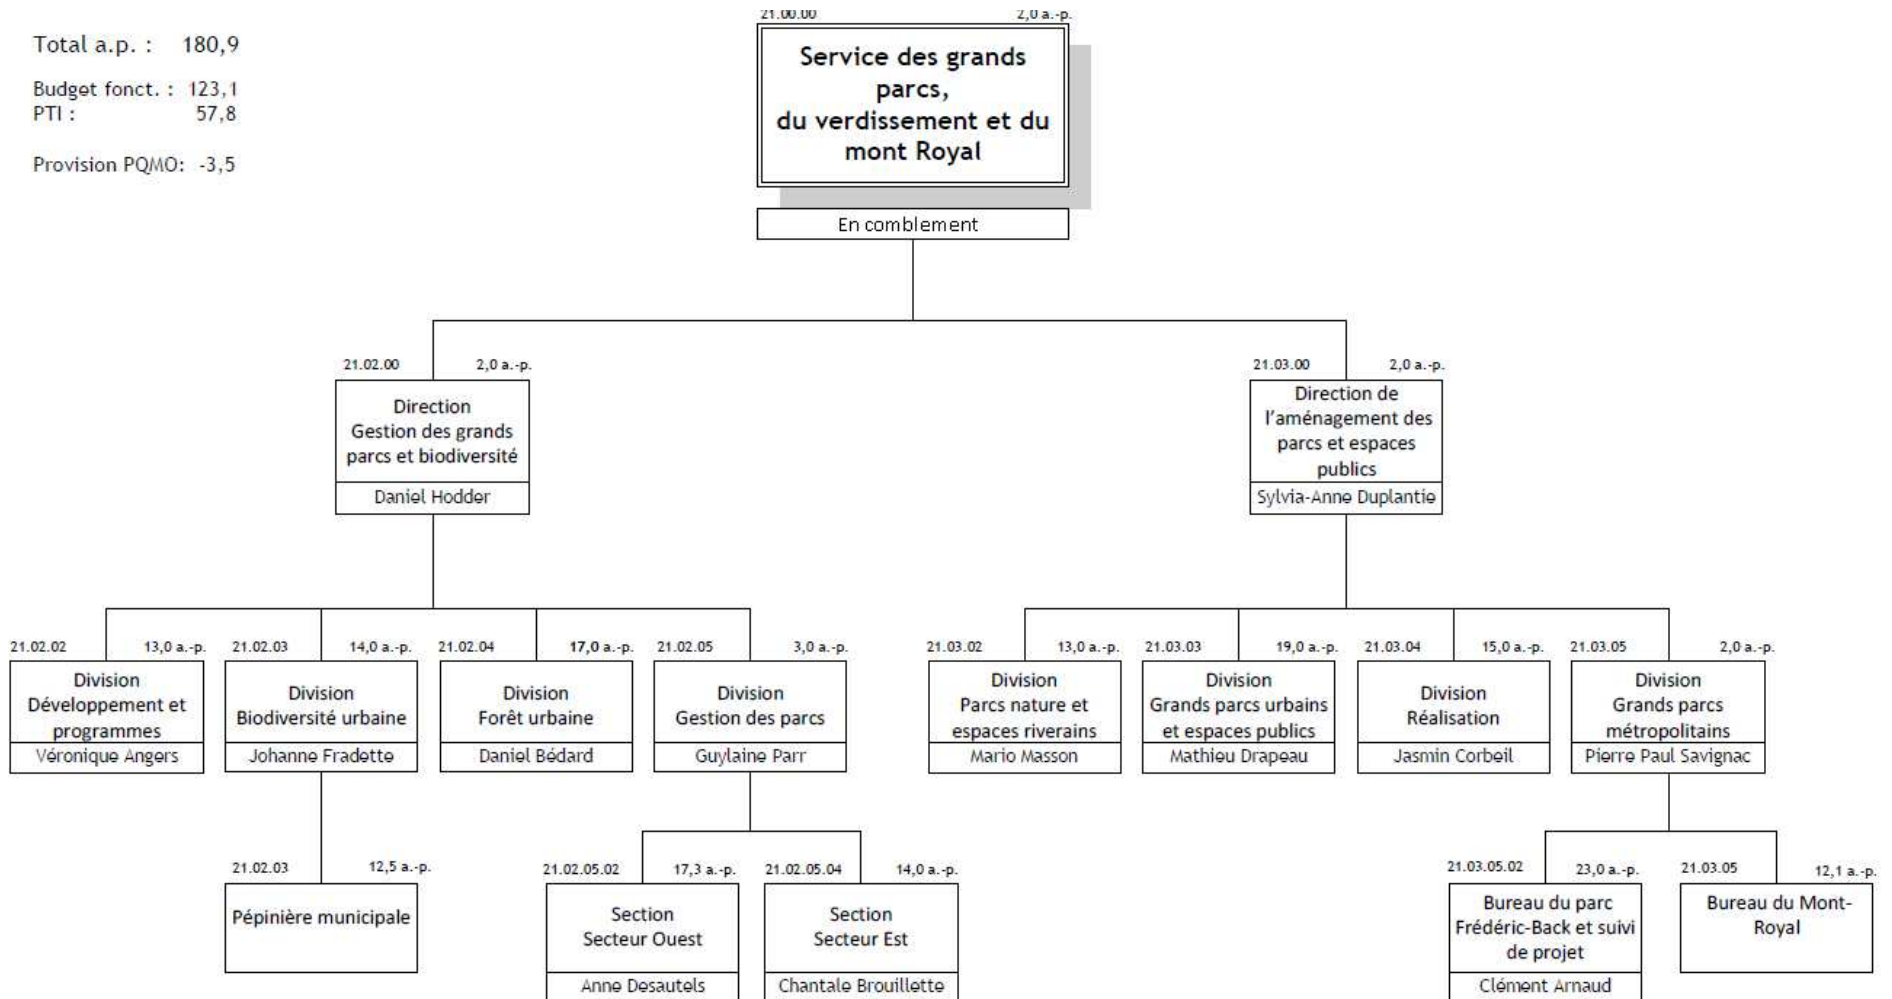 21.00.00 2,0 a.-p.
Total a.p. : 180,9
Budget fonct. : 123,1
PTI : 57,8
Provision PQMO: -3,5
Service des grands
parcs,
du verdissement et du
mont Royal
En comblement
21.02.00 2,0 a.-p.
Direction
Gestion des grands
parcs et biodiversité
Daniel Hodder
21.03.00 2,0 a.-p.
Direction de
l'aménagement des
parcs et espaces
publics
Sylvia-Anne Duplantie
21.02.02 13,0 a.-p.
Division
Développement et
programmes
Véronique Angers
21.02.03 14,0 a.-p.
Division
Biodiversité urbaine
Johanne Fradette
21.02.04 17,0 a.-p.
Division
Forêt urbaine
Daniel Bédard
21.02.05 3,0 a.-p.
Division
Gestion des parcs
Guylaine Parr
21.03.02 13,0 a.-p.
Division
Parcs nature et
espaces riverains
Mario Masson
21.03.03 19,0 a.-p.
Division
Grands parcs urbains
et espaces publics
Mathieu Drapeau
21.03.04 15,0 a.-p.
Division
Réalisation
Jasmin Corbeil
21.03.05 2,0 a.-p.
Division
Grands parcs
métropolitains
Pierre Paul Savignac
21.02.03 12,5 a.-p.
Pépinière municipale
21.02.05.02 17,3 a.-p.
Section
Secteur Ouest
Anne Desautels
21.02.05.04 14,0 a.-p.
Section
Secteur Est
Chantale Brouillette
21.03.05.02 23,0 a.-p.
Bureau du parc
Frédéric-Back et suivi
de projet
Clément Arnaud
21.03.05 12,1 a.-p.
Bureau du Mont-
Royal